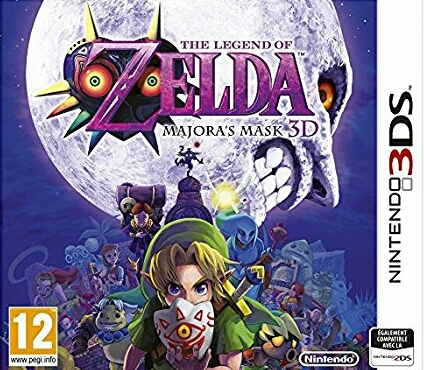 THE LEGEND OF
ZELDA
MAJORA'S MASK 3D
NINTENDO 3DS
12
www.pegi.info
Nintendo
ÉGALEMENT
COMPATIBLE
AVEC LA
NINTENDO 2DS